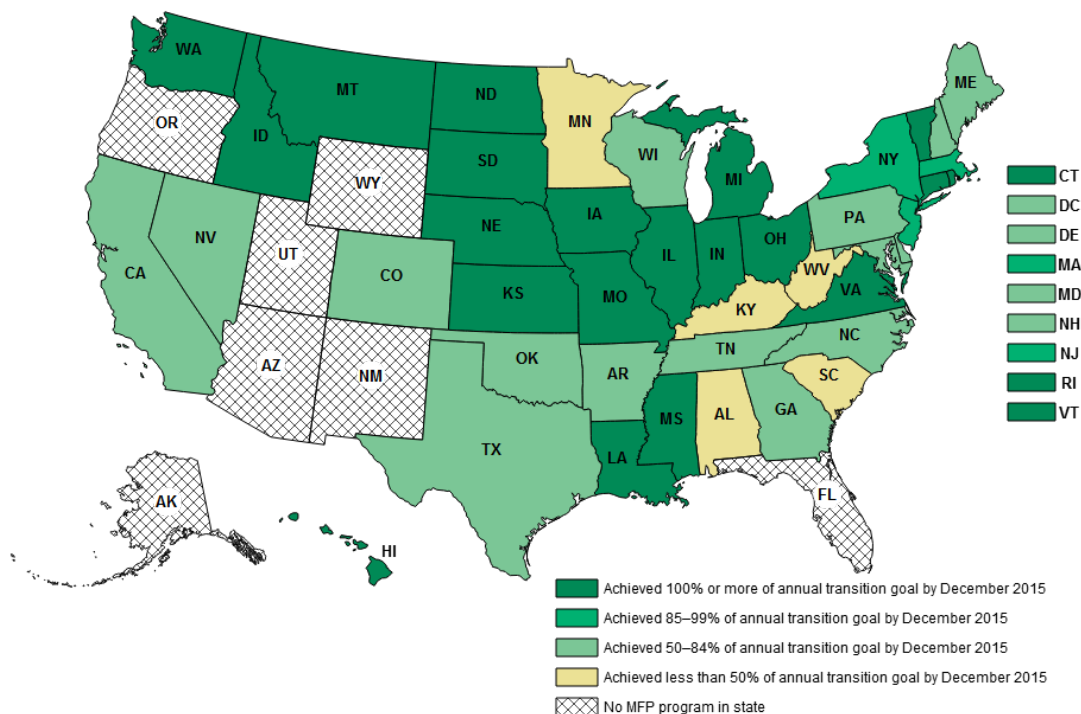 WA
MT
ND
MN
ME
OR
ID
SD
WI
NY
WY
MI
CT
IA
PA
DC
NE
NV
UT
IL
IN
OH
DE
CA
CO
WV
MA
KS
MO
VA
MD
KY
NH
NC
TN
NJ
OK
AZ
NM
AR
SC
RI
MS
AL
GA
VT
TX
LA
AK
FL
HI
Achieved 100% or more of annual transition goal by December 2015
Achieved 85–99% of annual transition goal by December 2015
Achieved 50–84% of annual transition goal by December 2015
Achieved less than 50% of annual transition goal by December 2015
No MFP program in state